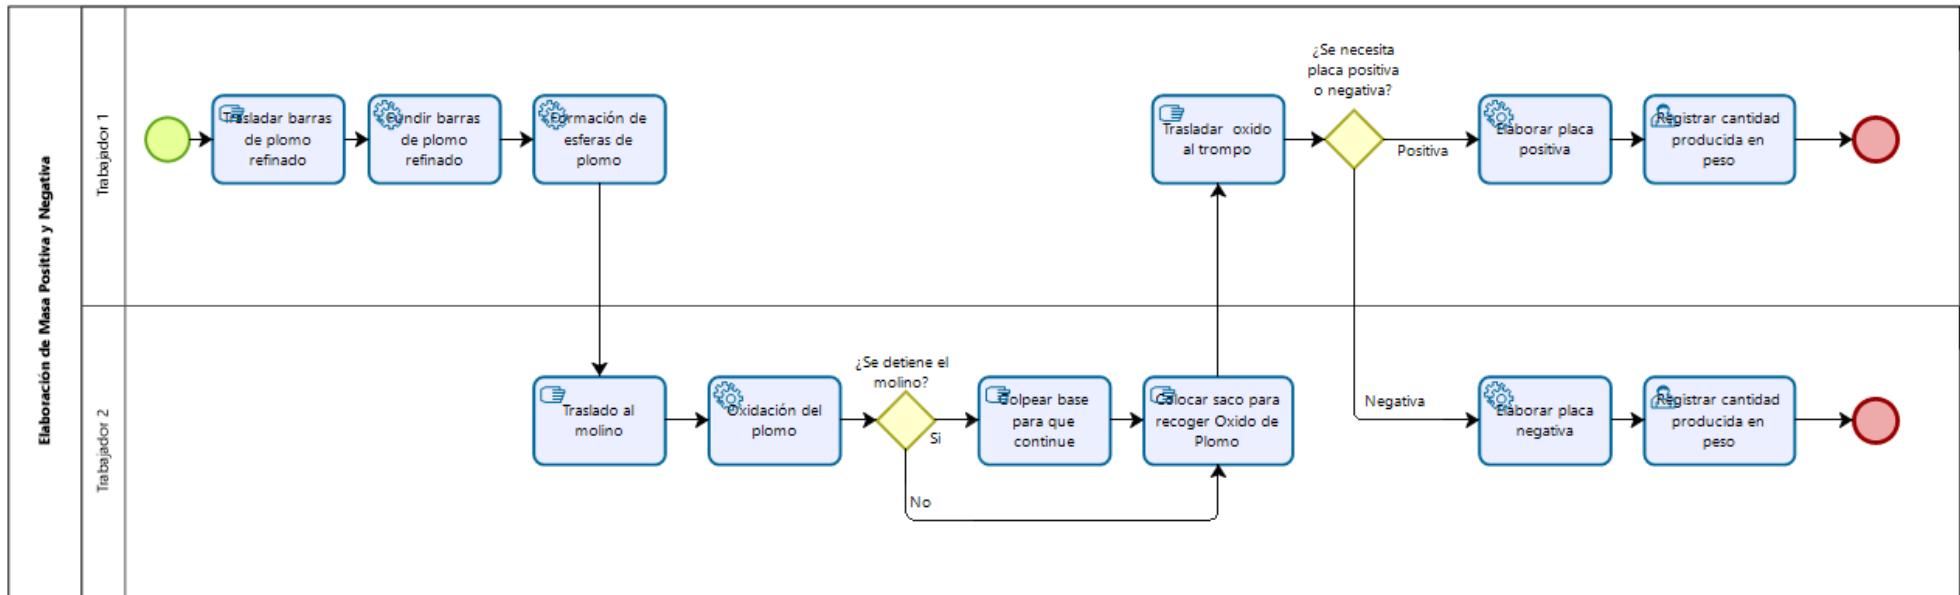 Elaboración de Masa Positiva y Negativa
Trabajador 1
Trasladar barras
de plomo
refinado
Fundir barras
de plomo
refinado
Formación de
esferas de
plomo
Trasladar oxido
al trompo
¿Se necesita
placa positiva
o negativa?
Positiva
Elaborar placa
positiva
Registrar cantidad
producida en
peso
Trabajador 2
Traslado al
molino
Oxidación del
plomo
¿Se detiene el
molino?
Si
No
Golpear base
para que
continue
Colocar saco para
recoger Oxido de
Plomo
Negativa
Elaborar placa
negativa
Registrar cantidad
producida en
peso